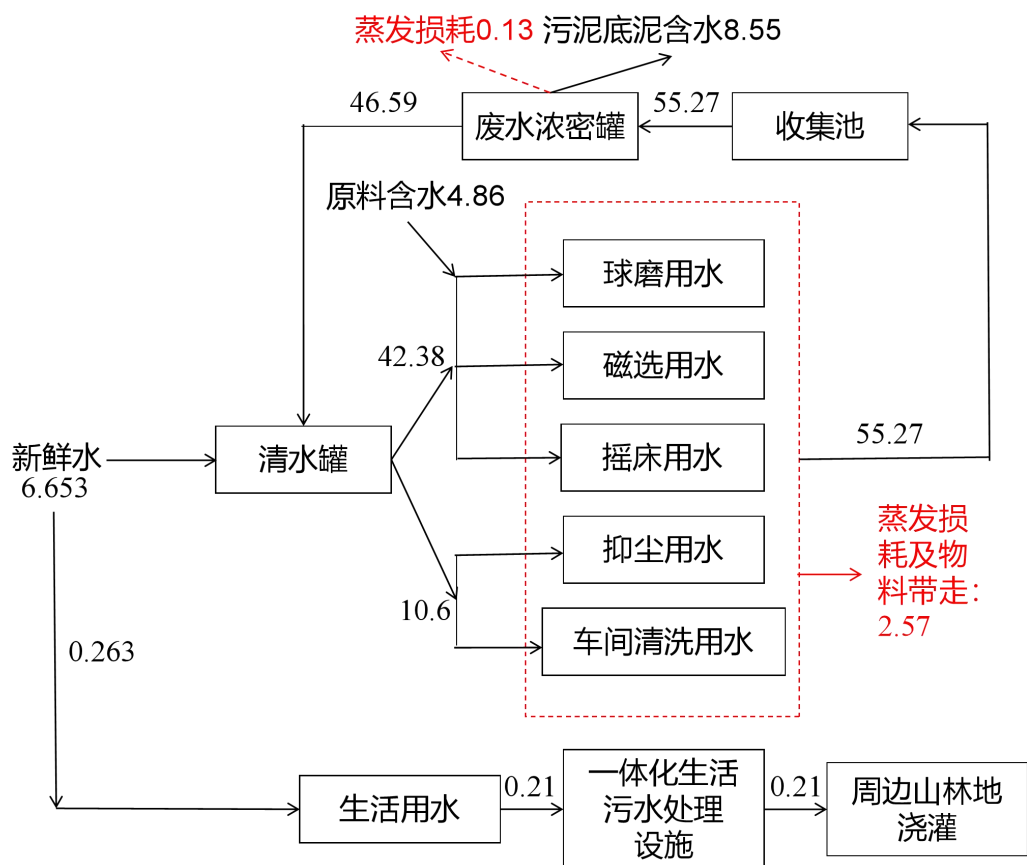 蒸发损耗0.13 污泥底泥含水8.55
46.59
废水浓密罐
55.27
收集池
原料含水4.86
球磨用水
42.38
磁选用水
新鲜水
6.653
清水罐
摇床用水
55.27
抑尘用水
蒸发损
耗及物
料带走：
2.57
10.6
车间清洗用水
0.263
生活用水
0.21
一体化生活
污水处理
设施
0.21
周边山林地
浇灌